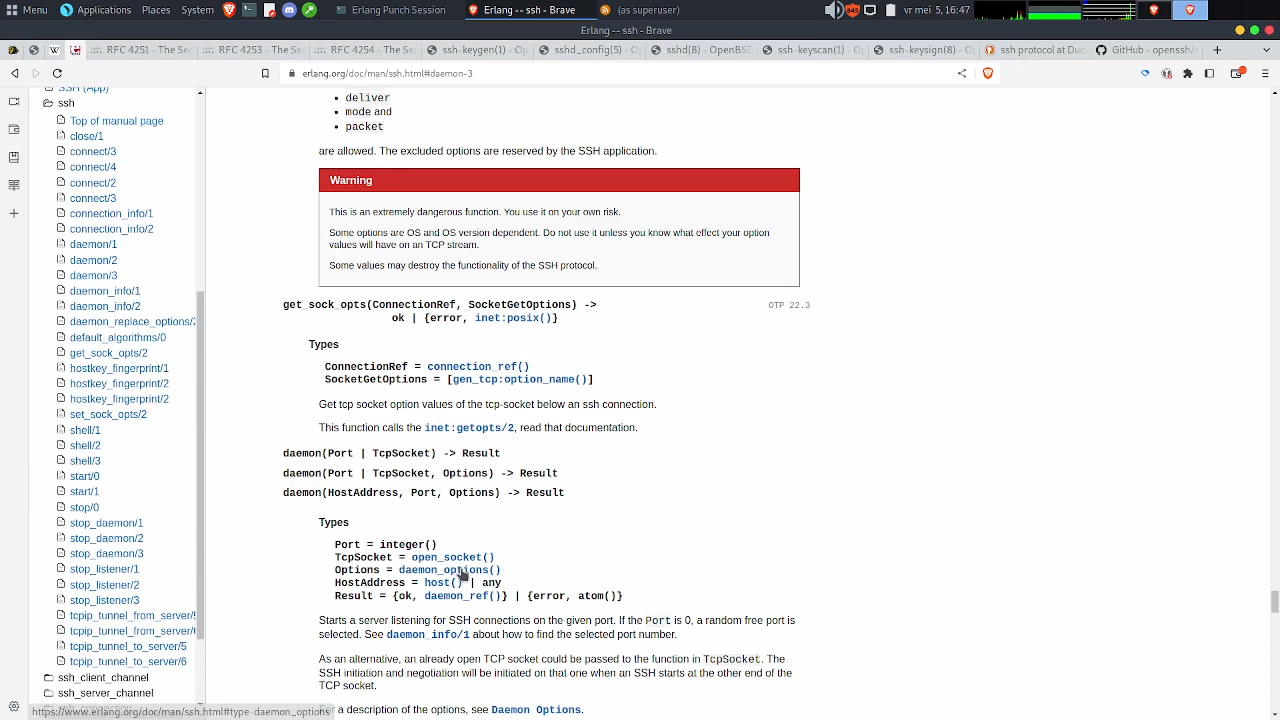 Menu Applications Places System Erlang Punch Session Erlang -- ssh - Brave (as superuser) 845 vr mei 5, 16:47
Erlang -- ssh - Brave
RFC 4251 - The Sec RFC 4253 - The Sec RFC 4254 - The Sec ssh-keygen(1) - Op sshd_config(5) - Op sshd(8) - OpenBSD ssh-keyscan(1) - Op ssh-keysign(8) - Op ssh protocol at Duc GitHub - openssh/o
erlang.org/doc/man/ssh.html#daemon-3
SSH (App)
ssh
Top of manual page
close/1
connect/3
connect/4
connect/2
connect/3
connection_info/1
connection_info/2
daemon/1
daemon/2
daemon/3
daemon_info/1
daemon_info/2
daemon_replace_options/2
default_algorithms/0
get_sock_opts/2
hostkey_fingerprint/1
hostkey_fingerprint/2
hostkey_fingerprint/2
set_sock_opts/2
shell/1
shell/2
shell/3
start/0
start/1
stop/0
stop_daemon/1
stop_daemon/2
stop_daemon/3
stop_listener/1
stop_listener/2
stop_listener/3
tcpip_tunnel_from_server/5
tcpip_tunnel_from_server/6
tcpip_tunnel_to_server/5
tcpip_tunnel_to_server/6
ssh_client_channel
ssh_server_channel
• deliver
• mode and
• packet
are allowed. The excluded options are reserved by the SSH application.
Warning
This is an extremely dangerous function. You use it on your own risk.
Some options are OS and OS version dependent. Do not use it unless you know what effect your option
values will have on an TCP stream.
Some values may destroy the functionality of the SSH protocol.
get_sock_opts(ConnectionRef, SocketGetOptions) -> OTP 22.3
ok | {error, inet:posix()}
Types
ConnectionRef = connection_ref()
SocketGetOptions = [gen_tcp:option_name()]
Get tcp socket option values of the tcp-socket below an ssh connection.
This function calls the inet:getopts/2, read that documentation.
daemon(Port | TcpSocket) -> Result
daemon(Port | TcpSocket, Options) -> Result
daemon(HostAddress, Port, Options) -> Result
Types
Port = integer()
TcpSocket = open_socket()
Options = daemon_options()
HostAddress = host() | any
Result = {ok, daemon_ref()} | {error, atom()}
Starts a server listening for SSH connections on the given port. If the Port is 0, a random free port is
selected. See daemon_info/1 about how to find the selected port number.
As an alternative, an already open TCP socket could be passed to the function in TcpSocket. The
SSH initiation and negotiation will be initiated on that one when an SSH starts at the other end of the
TCP socket.
a description of the options, see Daemon Options.
https://www.erlang.org/doc/man/ssh.html#type-daemon_options